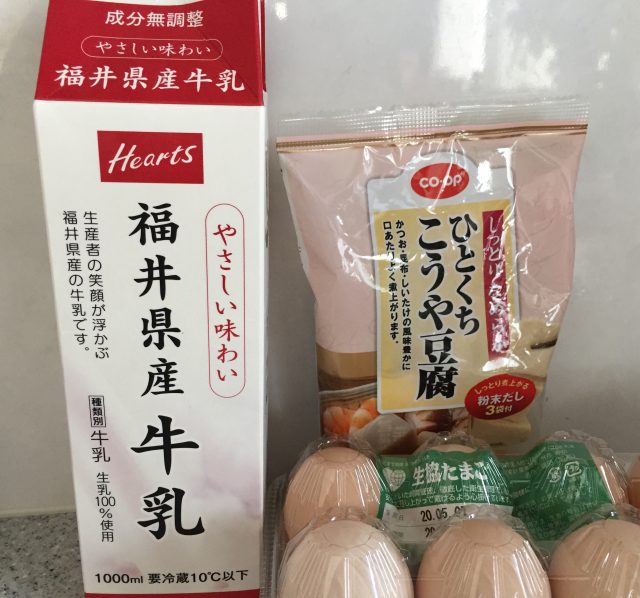 成分無調整
やさしい味わい
福井県産牛乳
Hearts
やさしい味わい
福井県産牛乳
生産者の笑顔が浮かぶ
福井県産の牛乳です。
種類別 牛乳 生乳100%使用
1000ml 要冷蔵10℃以下
CO・OP
ひとくち
こうや豆腐
かつお・昆布・しいたけの風味豊かに
口あたりよく煮上がります。
しっとり煮上がる
粉末だし
3袋付
生協たまご
20.05.
20.